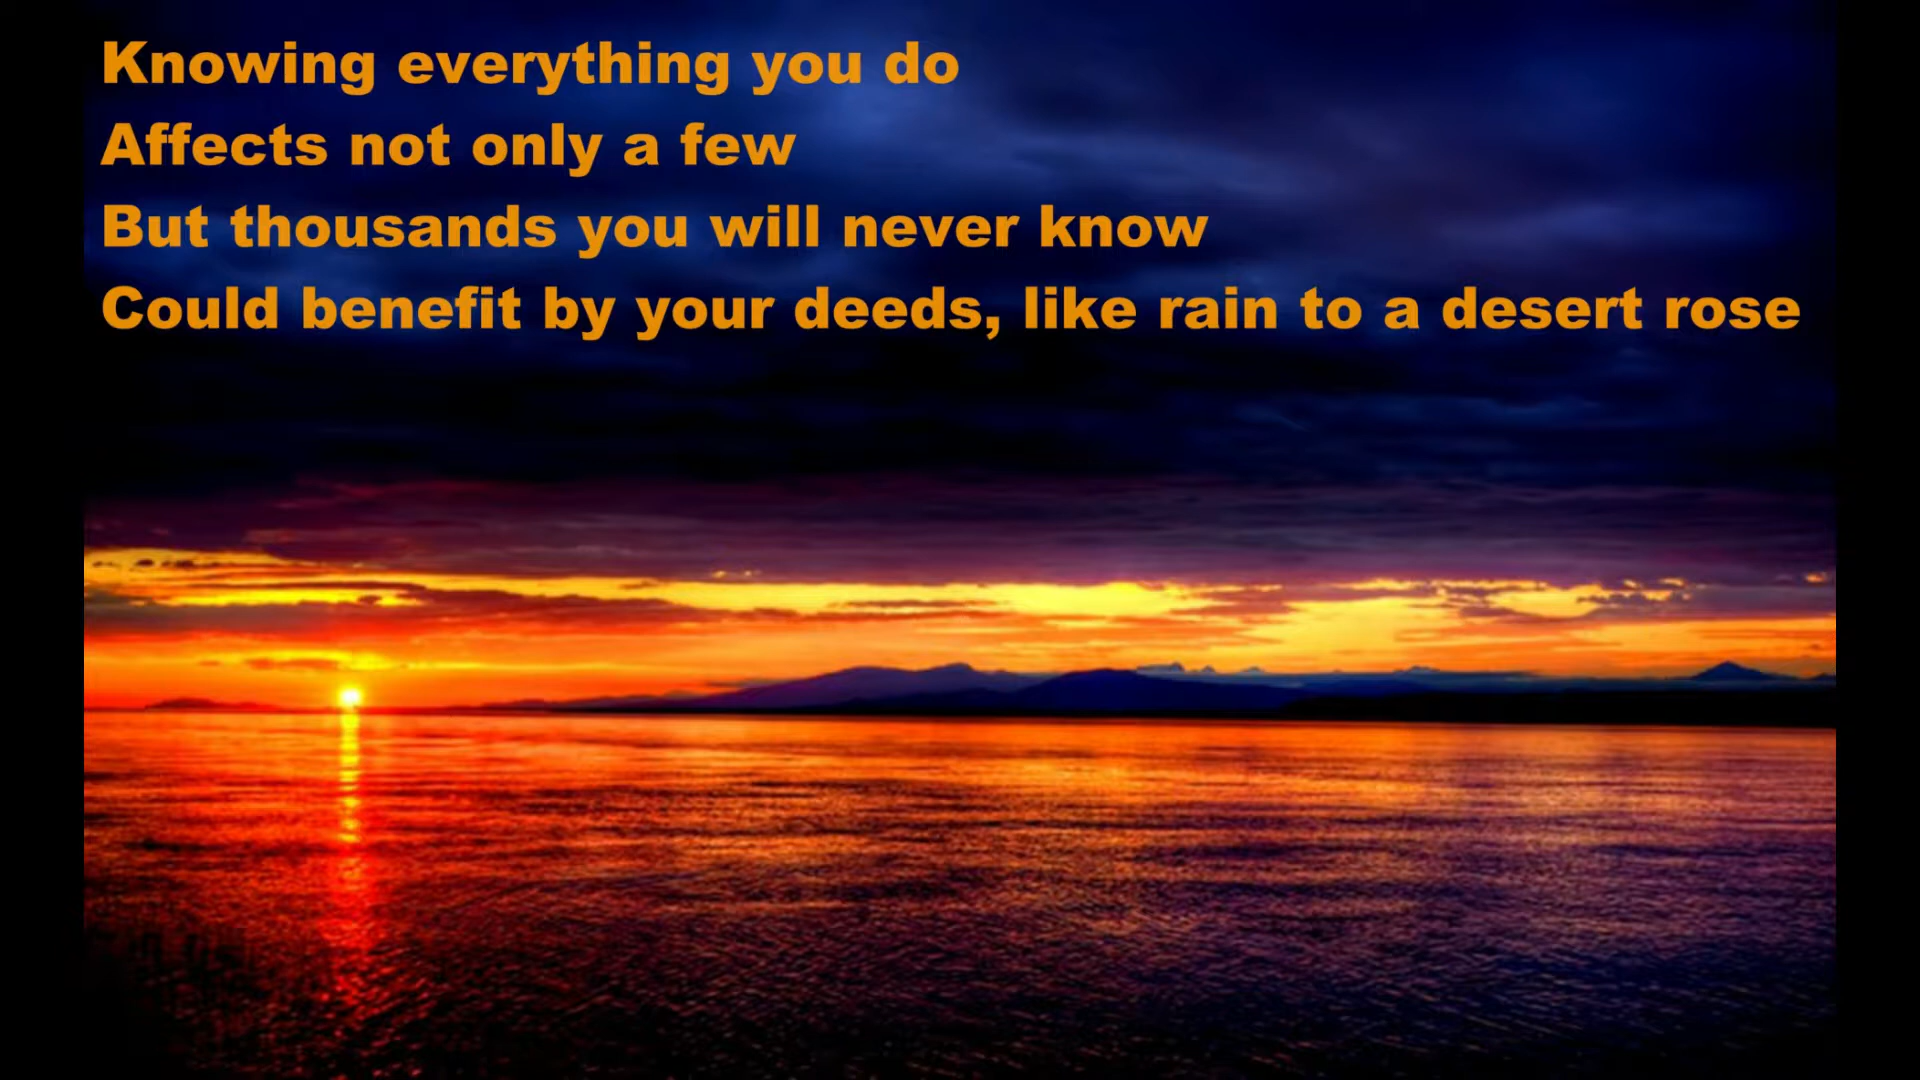 Knowing everything you do
Affects not only a few
But thousands you will never know
Could benefit by your deeds, like rain to a desert rose